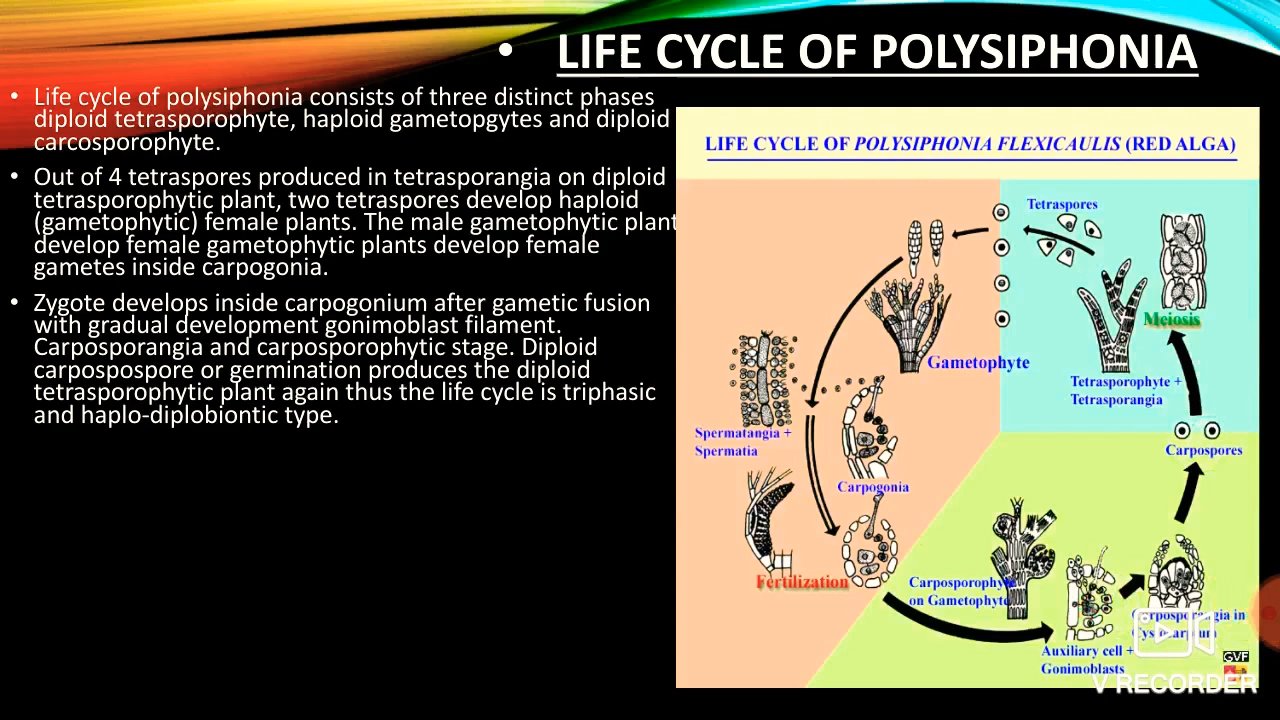 • LIFE CYCLE OF POLYSIPHONIA
• Life cycle of polysiphonia consists of three distinct phases
diploid tetrasporophyte, haploid gametopgytes and diploid
carcosporophyte.
• Out of 4 tetraspores produced in tetrasporangia on diploid
tetrasporophytic plant, two tetraspores develop haploid
(gametophytic) female plants. The male gametophytic plant
develop female gametophytic plants develop female
gametes inside carpogonia.
• Zygote develops inside carpogonium after gametic fusion
with gradual development gonimoblast filament.
Carposporangia and carposporophytic stage. Diploid
carpospospore or germination produces the diploid
tetrasporophytic plant again thus the life cycle is triphasic
and haplo-diplobiontic type.
LIFE CYCLE OF POLYSIPHONIA FLEXICAULIS (RED ALGA)
Tetraspores
Meiosis
Gametophyte
Tetrasporophyte +
Tetrasporangia
Spermatangia +
Spermatia
Carpospores
Carpogonia
Fertilization
Carposporophyte
on Gametophyte
Carposporangia in
Cystocarpium
Auxiliary cell +
Gonimoblasts
GVF
V RECORDER